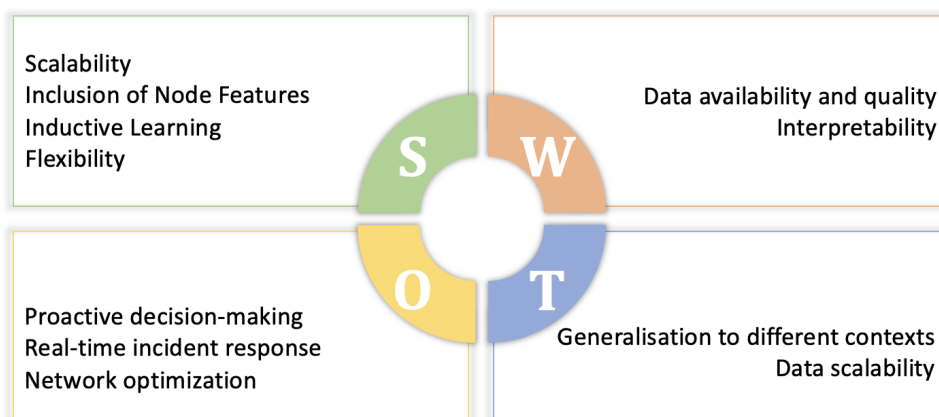 Scalability
Inclusion of Node Features
Inductive Learning
Flexibility
S
W
Data availability and quality
Interpretability
O
T
Proactive decision-making
Real-time incident response
Network optimization
Generalisation to different contexts
Data scalability